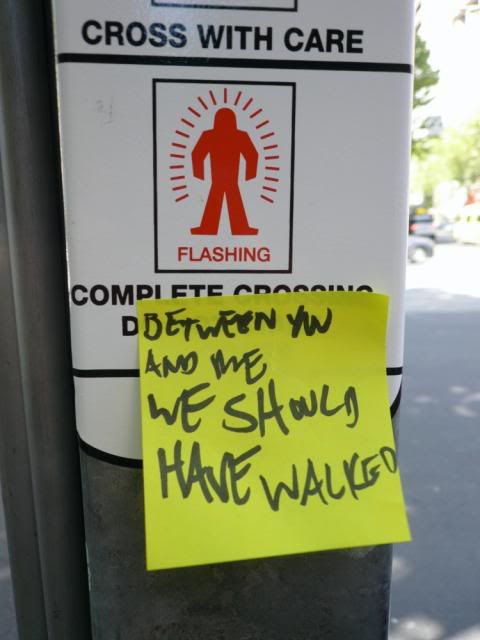 CROSS WITH CARE
FLASHING
COMPLETE CROSSING
D
BETWEEN YOU
AND ME
WE SHOULD
HAVE WALKED